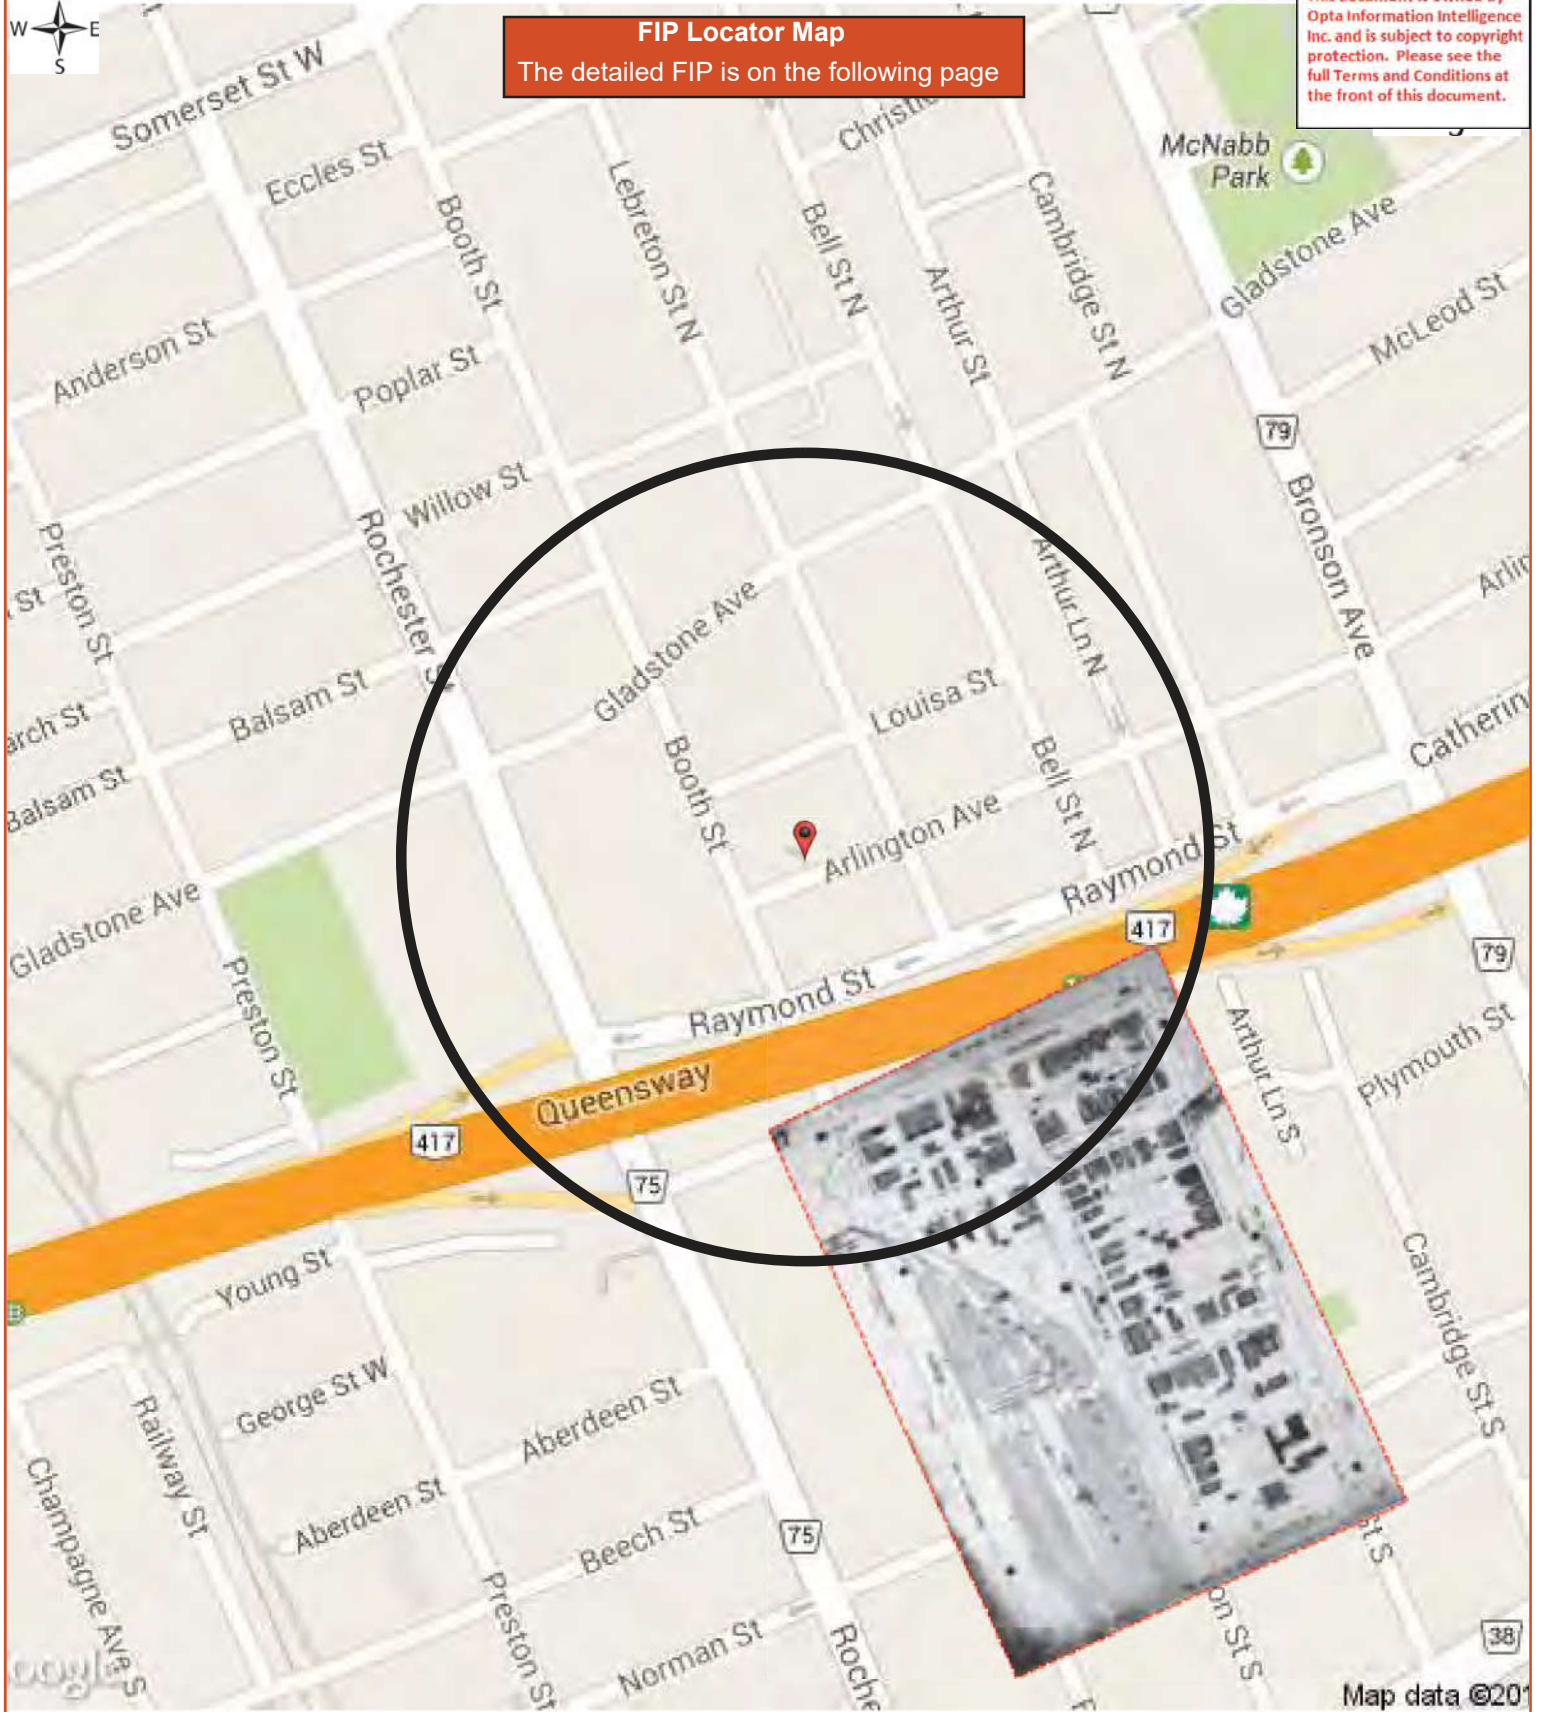 W E
S
FIP Locator Map
The detailed FIP is on the following page
Opta Information Intelligence
Inc. and is subject to copyright
protection. Please see the
full Terms and Conditions at
the front of this document.
Somerset St W
Eccles St
Booth St
Lebreton St N
Bell St N
Arthur St
Cambridge St N
McNabb
Park
Gladstone Ave
McLeod St
Anderson St
Poplar St
79
Willow St
Preston St
Rochester
Bronson Ave
St
Gladstone Ave
Arthur Ln N
Balsam St
Louisa St
Balsam St
Booth St
Bell St N
Arlington Ave
Raymond St
Gladstone Ave
417
79
Preston St
Raymond St
Arthur Ln S
Plymouth St
Queensway
417
75
Young St
Cambridge St S
George St W
Aberdeen St
Railway St
Champagne Ave S
Aberdeen St
Beech St
75
St S
Preston St
Norman St
St S
38
Map data ©201